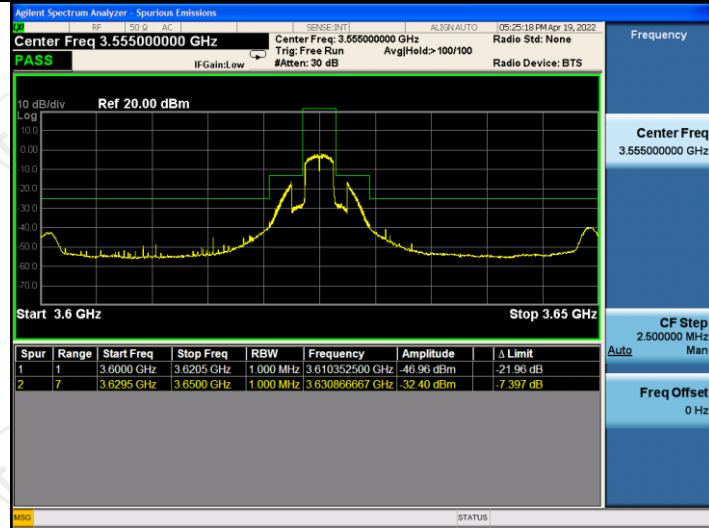 Agilent Spectrum Analyzer - Spurious Emissions
LXI RF 50 Ω AC SENSE:INT ALIGN AUTO 05:25:18 PM Apr 19, 2022
Center Freq 3.555000000 GHz Center Freq: 3.555000000 GHz Radio Std: None
Trig: Free Run Avg|Hold:>100/100
PASS IFGain:Low #Atten: 30 dB Radio Device: BTS
10 dB/div Ref 20.00 dBm
Log
10.0
0.00
-10.0
-20.0
-30.0
-40.0
-50.0
-60.0
-70.0
Start 3.6 GHz Stop 3.65 GHz
Spur Range Start Freq Stop Freq RBW Frequency Amplitude Δ Limit
1 1 3.6000 GHz 3.6205 GHz 1.000 MHz 3.610352500 GHz -46.96 dBm -21.96 dB
2 7 3.6295 GHz 3.6500 GHz 1.000 MHz 3.630866667 GHz -32.40 dBm -7.397 dB
MSG STATUS
Frequency
Center Freq
3.555000000 GHz
CF Step
2.500000 MHz
Auto Man
Freq Offset
0 Hz